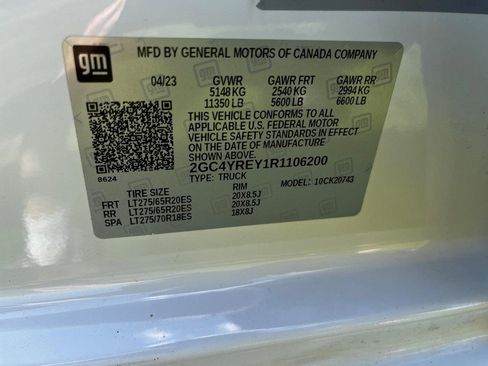 gm
MFD BY GENERAL MOTORS OF CANADA COMPANY
04/23 GVWR GAWR FRT GAWR RR
5148 KG 2540 KG 2994 KG
11350 LB 5600 LB 6600 LB
THIS VEHICLE CONFORMS TO ALL
APPLICABLE U.S. FEDERAL MOTOR
VEHICLE SAFETY STANDARDS IN EFFECT
ON THE DATE OF MANUFACTURE
SHOWN ABOVE.
2GC4YREY1R1106200
8624 TYPE: TRUCK MODEL: 10CK20743
TIRE SIZE RIM
FRT LT275/65R20ES 20X8.5J
RR LT275/65R20ES 20X8.5J
SPA LT275/70R18ES 18X8J